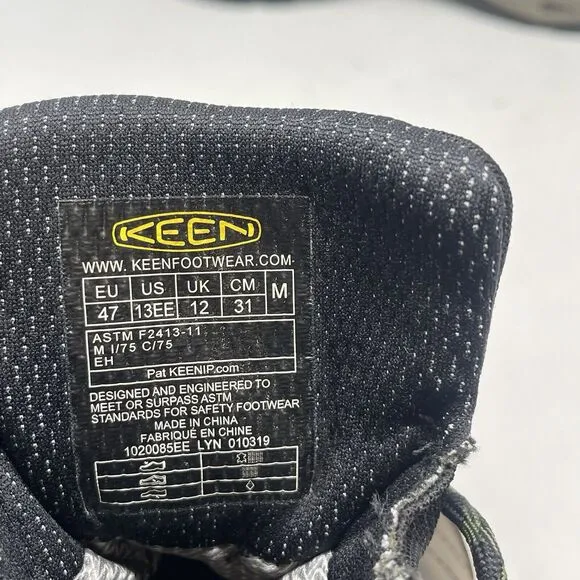 KEEN
WWW. KEENFOOTWEAR.COM
EU US UK CM M
47 13EE 12 31
ASTM F2413-11
M I/75 C/75
EH
Pat KEENIP.com
DESIGNED AND ENGINEERED TO
MEET OR SURPASS ASTM
STANDARDS FOR SAFETY FOOTWEAR
MADE IN CHINA
FABRIQUÉ EN CHINE
1020085EE LYN 010319